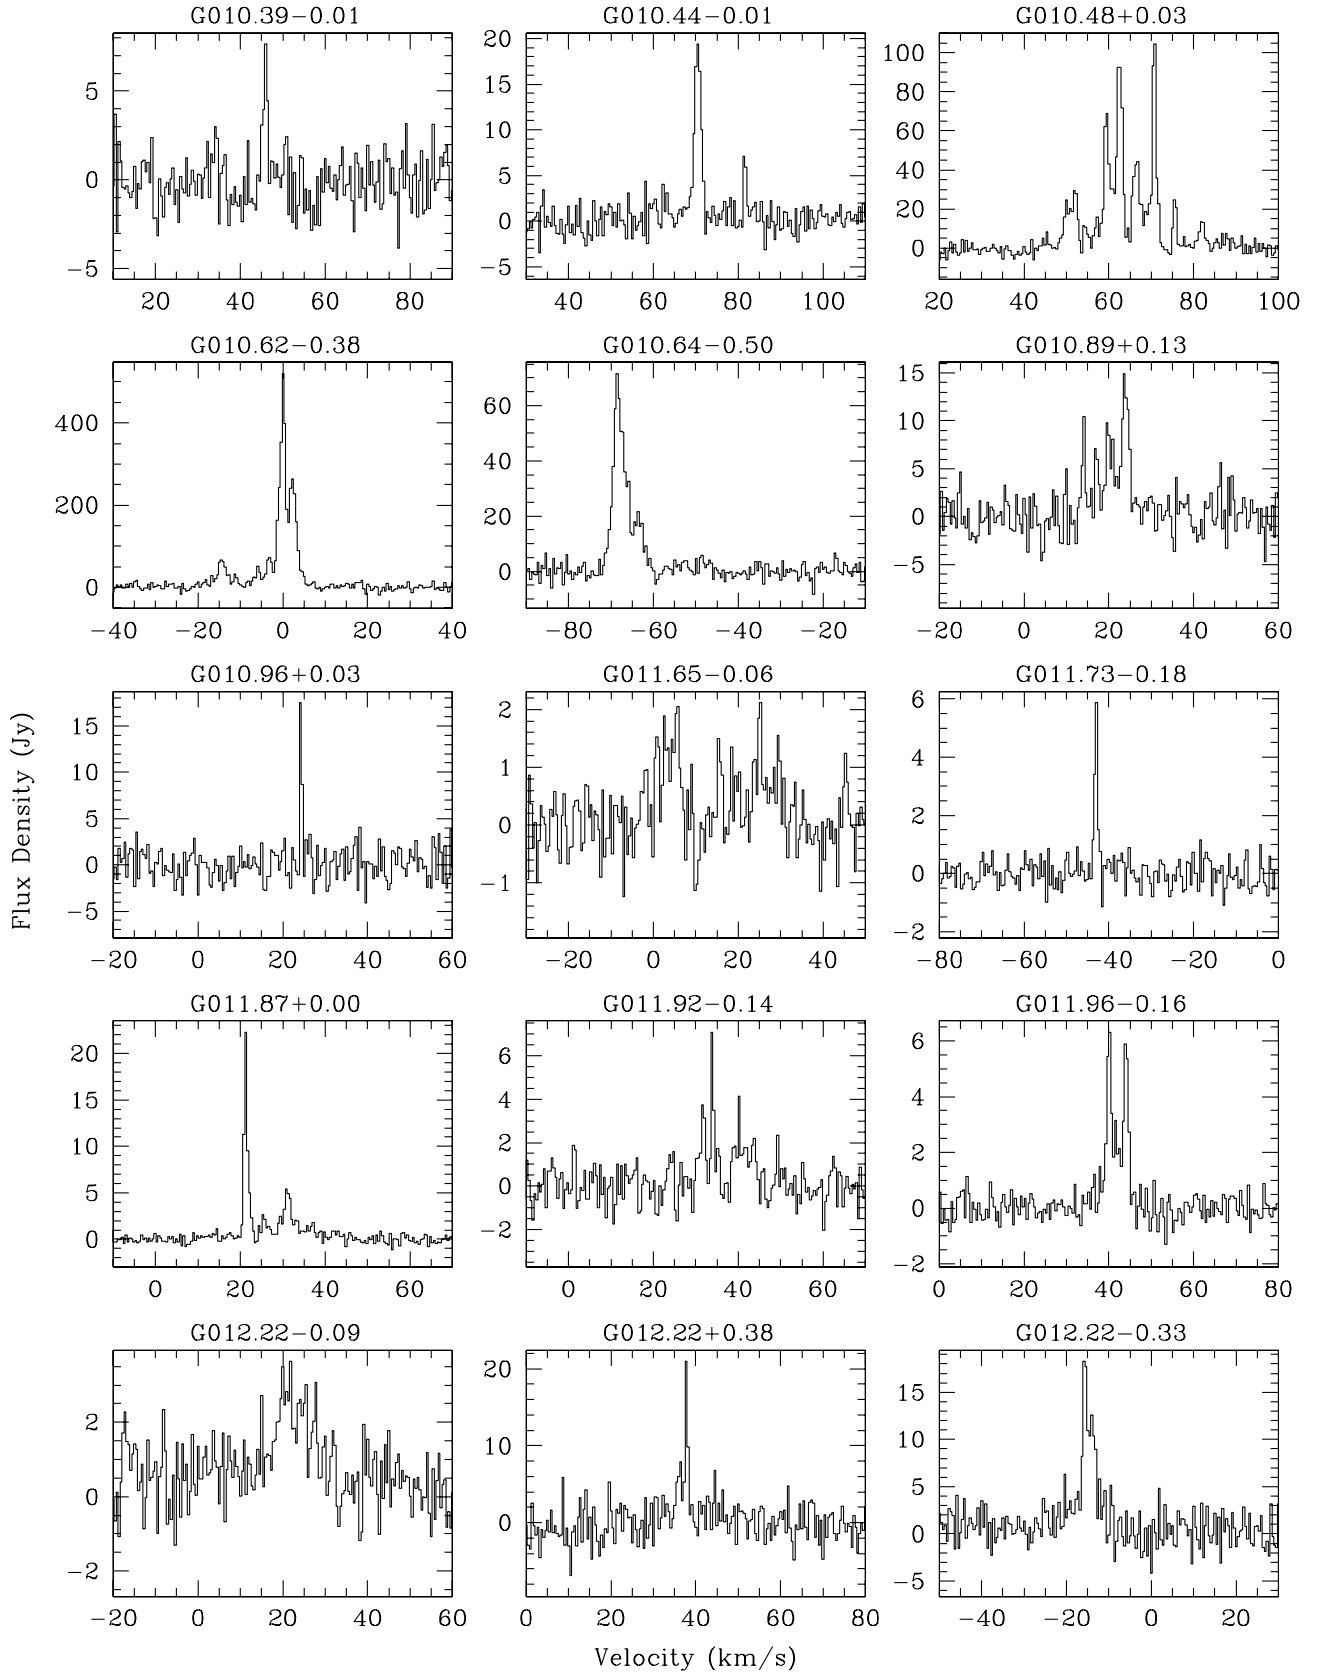 G010.39−0.01 G010.44−0.01 G010.48+0.03
5 0 −5
20 15 10 5 0 −5
100 80 60 40 20 0
20 40 60 80 40 60 80 100 20 40 60 80 100
G010.62−0.38 G010.64−0.50 G010.89+0.13
400 200 0
60 40 20 0
15 10 5 0 −5
−40 −20 0 20 40 −80 −60 −40 −20 −20 0 20 40 60
G010.96+0.03 G011.65−0.06 G011.73−0.18
15 10 5 0 −5
2 1 0 −1
6 4 2 0 −2
−20 0 20 40 60 −20 0 20 40 −80 −60 −40 −20 0
Flux Density (Jy)
G011.87+0.00 G011.92−0.14 G011.96−0.16
20 15 10 5 0
6 4 2 0 −2
6 4 2 0 −2
0 20 40 60 0 20 40 60 0 20 40 60 80
G012.22−0.09 G012.22+0.38 G012.22−0.33
2 0 −2
20 10 0
15 10 5 0 −5
−20 0 20 40 60 0 20 40 60 80 −40 −20 0 20
Velocity (km/s)